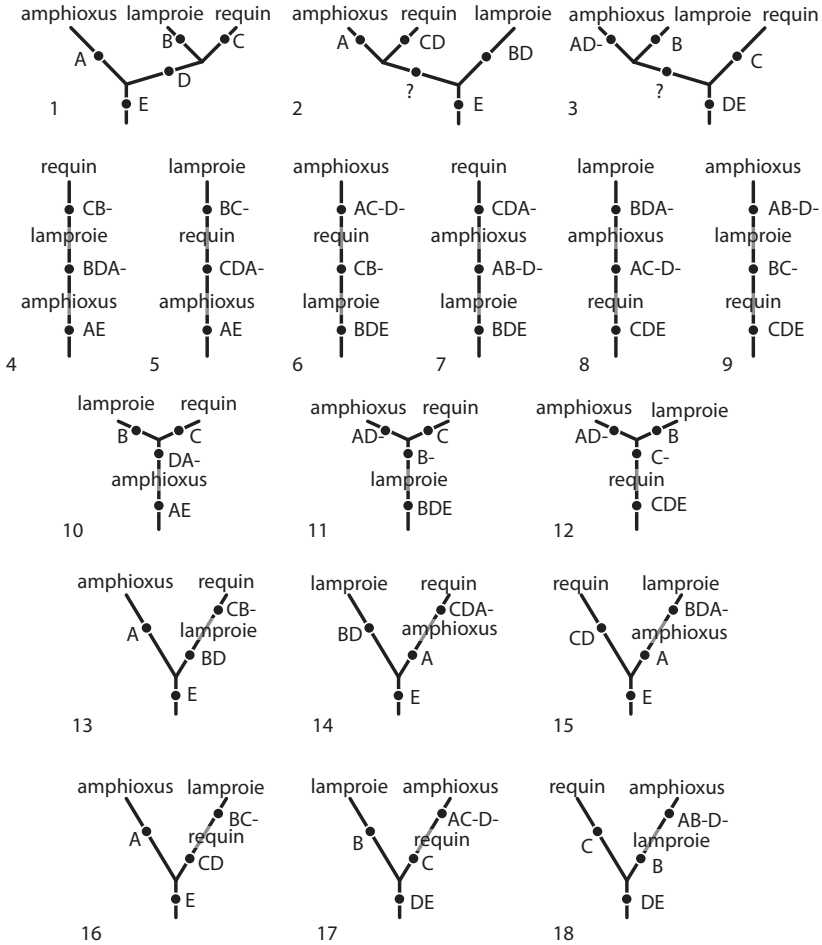 amphioxus lamproie requin amphioxus requin lamproie amphioxus lamproie requin
A B C A CD BD AD- B C
D ? ?
1 E 2 E 3 DE
requin lamproie amphioxus requin lamproie amphioxus
CB- BC- AC-D- CDA- BDA- AB-D-
lamproie requin requin amphioxus amphioxus lamproie
BDA- CDA- CB- AB-D- AC-D- BC-
amphioxus amphioxus lamproie lamproie requin requin
AE AE BDE BDE CDE CDE
4 5 6 7 8 9
lamproie requin amphioxus requin amphioxus lamproie
B C AD- C AD- B
DA- B- C-
amphioxus lamproie requin
AE BDE CDE
10 11 12
amphioxus requin lamproie requin requin lamproie
CB- CDA- BDA-
A lamproie BD amphioxus CD amphioxus
BD A A
E E E
13 14 15
amphioxus lamproie lamproie amphioxus requin amphioxus
BC- AC-D- AB-D-
A requin B requin C lamproie
CD C B
E DE DE
16 17 18